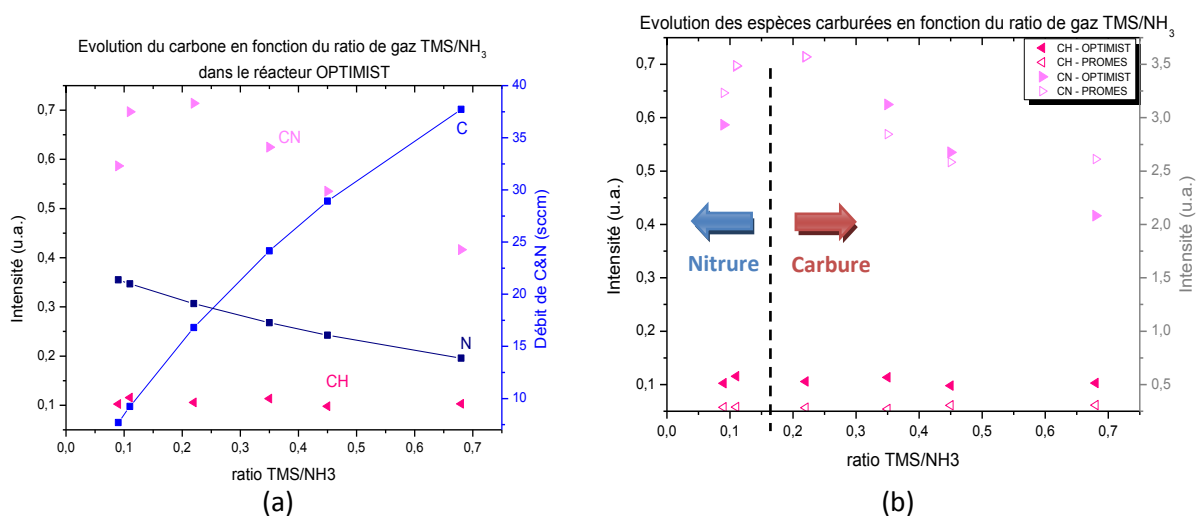 Evolution du carbone en fonction du ratio de gaz TMS/NH3
dans le réacteur OPTIMIST
Intensité (u.a.)
0,7
0,6
0,5
0,4
0,3
0,2
0,1
CN
C
N
CH
40
35
30
25
20
15
10
Débit de C&N (sccm)
0,0 0,1 0,2 0,3 0,4 0,5 0,6 0,7
ratio TMS/NH3
(a)
Evolution des espèces carburées en fonction du ratio de gaz TMS/NH3
CH - OPTIMIST
CH - PROMES
CN - OPTIMIST
CN - PROMES
Intensité (u.a.)
0,7
0,6
0,5
0,4
0,3
0,2
0,1
Nitrure Carbure
3,5
3,0
2,5
2,0
1,5
1,0
0,5
Intensité (u.a.)
0,0 0,1 0,2 0,3 0,4 0,5 0,6 0,7
ratio TMS/NH3
(b)